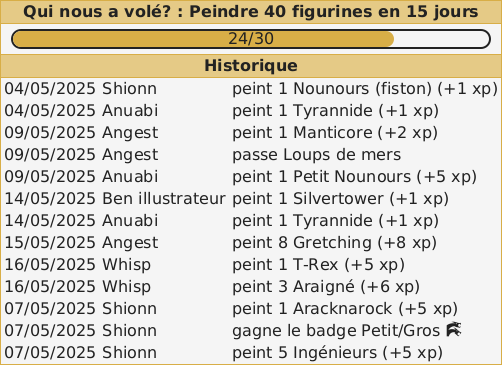 Qui nous a volé? : Peindre 40 figurines en 15 jours
24/30
Historique
04/05/2025 Shionn peint 1 Nounours (fiston) (+1 xp)
04/05/2025 Anuabi peint 1 Tyrannide (+1 xp)
09/05/2025 Angest peint 1 Manticore (+2 xp)
09/05/2025 Angest passe Loups de mers
09/05/2025 Anuabi peint 1 Petit Nounours (+5 xp)
14/05/2025 Ben illustrateur peint 1 Silvertower (+1 xp)
14/05/2025 Anuabi peint 1 Tyrannide (+1 xp)
15/05/2025 Angest peint 8 Gretching (+8 xp)
16/05/2025 Whisp peint 1 T-Rex (+5 xp)
16/05/2025 Whisp peint 3 Araigné (+6 xp)
07/05/2025 Shionn peint 1 Aracknarock (+5 xp)
07/05/2025 Shionn gagne le badge Petit/Gros
07/05/2025 Shionn peint 5 Ingénieurs (+5 xp)